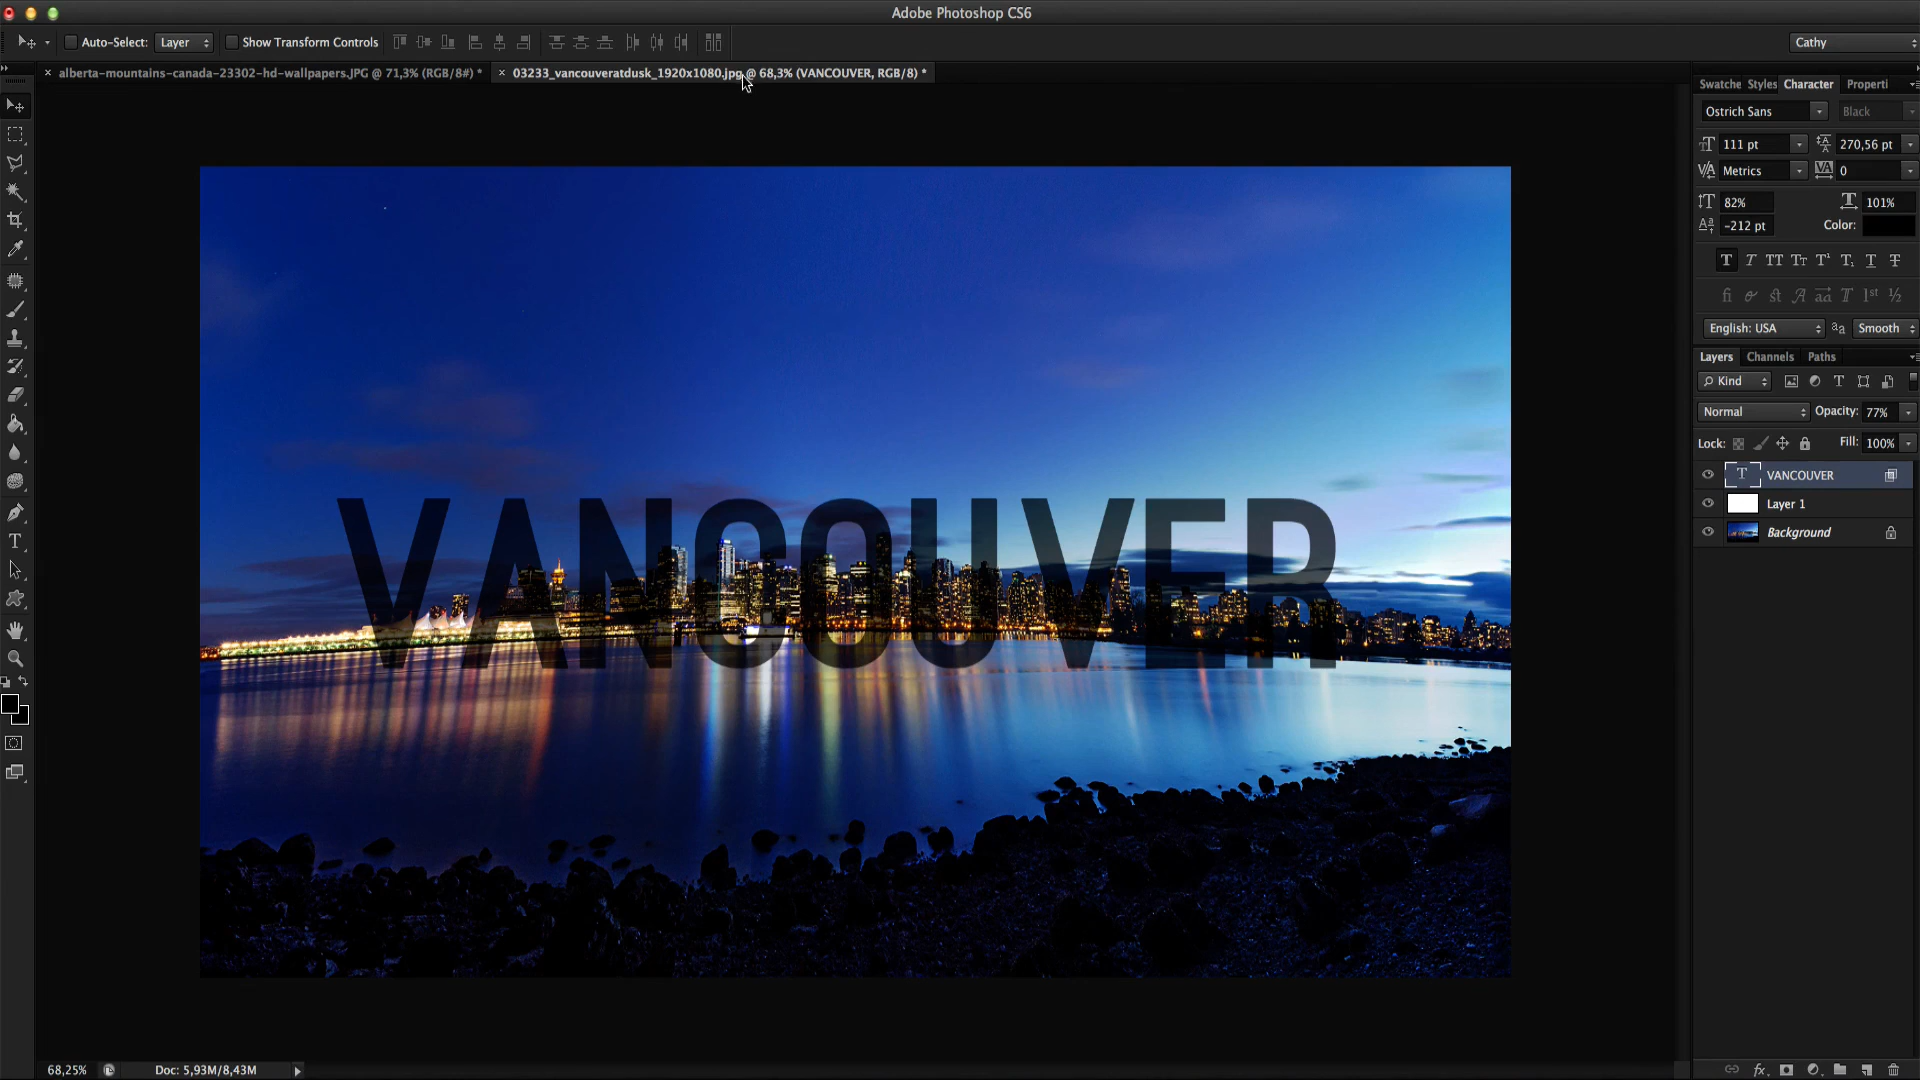 Adobe Photoshop CS6
Auto-Select: Layer Show Transform Controls Cathy
alberta-mountains-canada-23302-hd-wallpapers.JPG @ 71,3% (RGB/8#) * 03233_vancouveratdusk_1920x1080.jpg @ 68,3% (VANCOUVER, RGB/8) *
Swatche Styles Character Properti
Ostrich Sans Black
111 pt 270,56 pt
Metrics 0
82% 101%
-212 pt Color:
English: USA Smooth
Layers Channels Paths
Kind
Normal Opacity: 77%
Lock: Fill: 100%
VANCOUVER
Layer 1
Background
VANCOUVER
68,25% Doc: 5,93M/8,43M